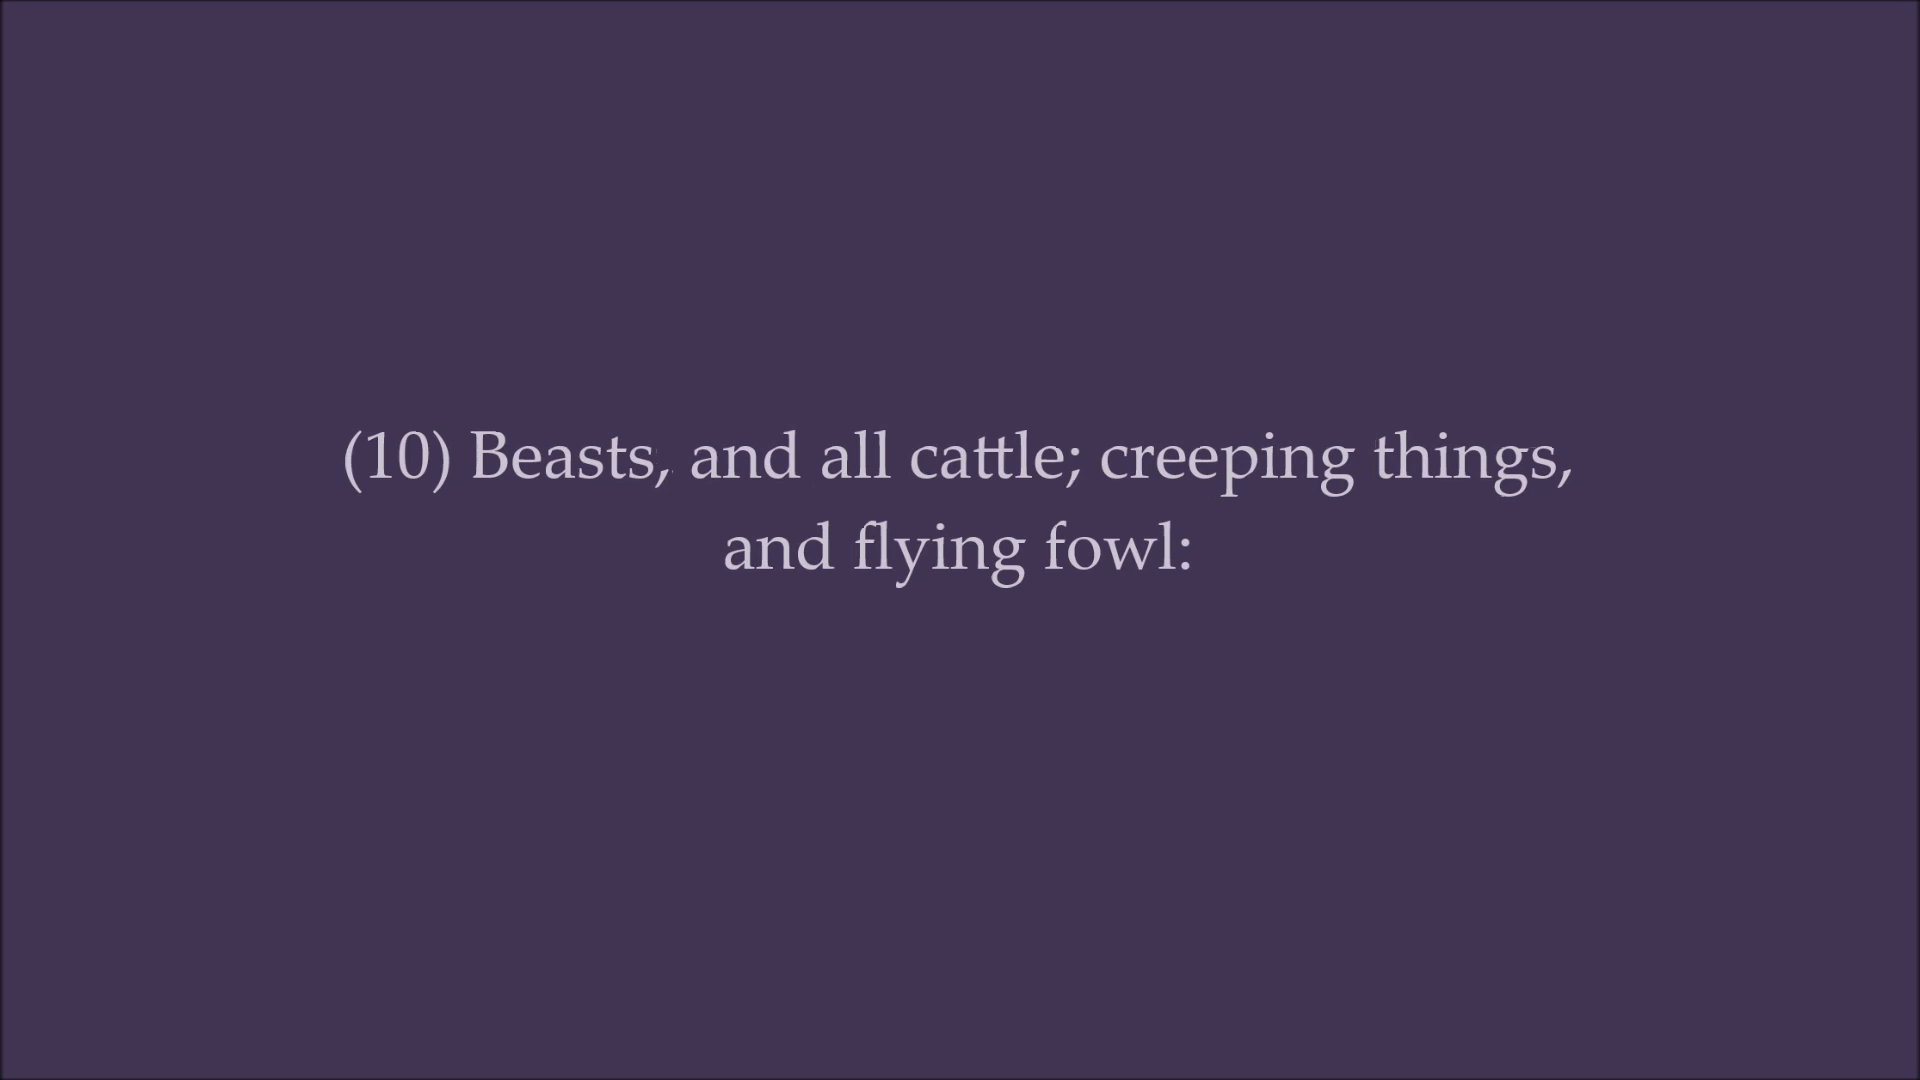 (10) Beasts, and all cattle; creeping things,
and flying fowl: